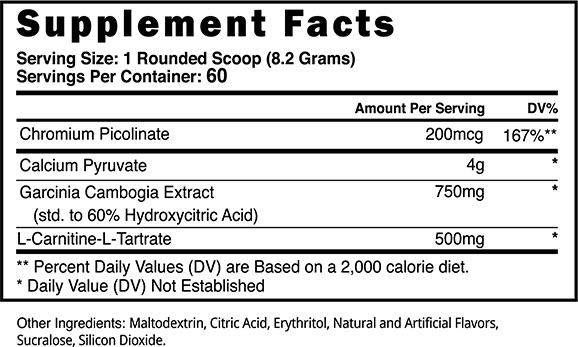 Supplement Facts
Serving Size: 1 Rounded Scoop (8.2 Grams)
Servings Per Container: 60
Amount Per Serving DV%
Chromium Picolinate 200mcg 167%**
Calcium Pyruvate 4g *
Garcinia Cambogia Extract 750mg *
(std. to 60% Hydroxycitric Acid)
L-Carnitine-L-Tartrate 500mg *
** Percent Daily Values (DV) are Based on a 2,000 calorie diet.
* Daily Value (DV) Not Established
Other Ingredients: Maltodextrin, Citric Acid, Erythritol, Natural and Artificial Flavors,
Sucralose, Silicon Dioxide.